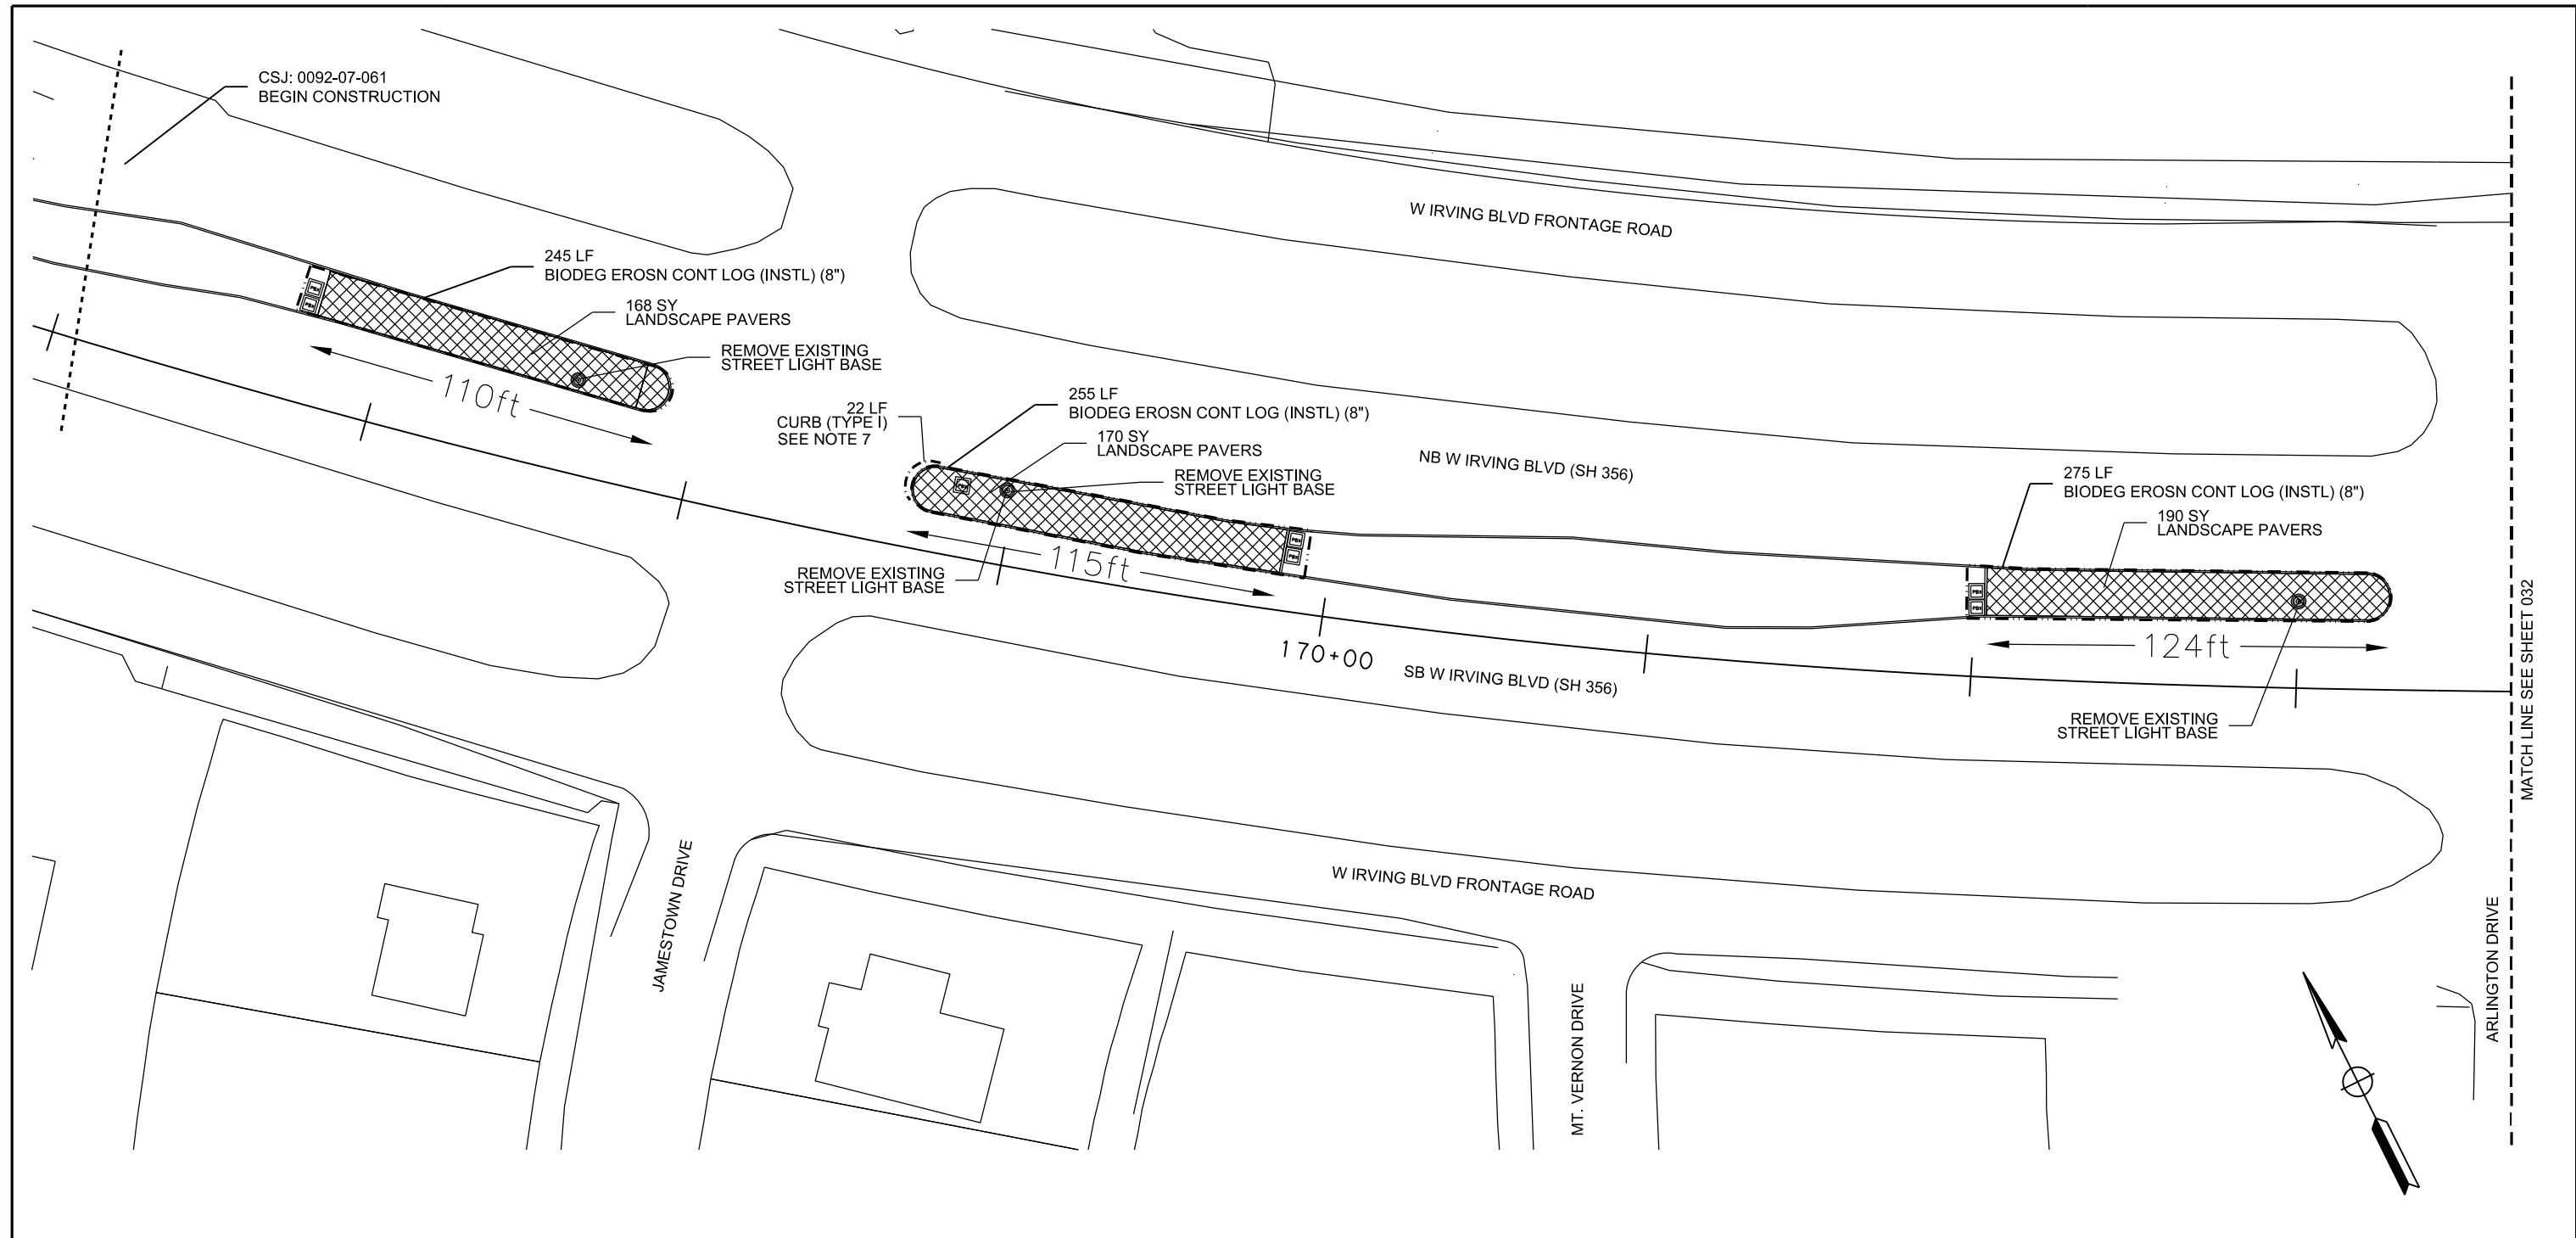 CSJ: 0092-07-061
BEGIN CONSTRUCTION
W IRVING BLVD FRONTAGE ROAD
245 LF
BIODEG EROSN CONT LOG (INSTL) (8")
168 SY
LANDSCAPE PAVERS
REMOVE EXISTING
STREET LIGHT BASE
110ft
22 LF
CURB (TYPE I)
SEE NOTE 7
255 LF
BIODEG EROSN CONT LOG (INSTL) (8")
170 SY
LANDSCAPE PAVERS
REMOVE EXISTING
STREET LIGHT BASE
NB W IRVING BLVD (SH 356)
275 LF
BIODEG EROSN CONT LOG (INSTL) (8")
190 SY
LANDSCAPE PAVERS
REMOVE EXISTING
STREET LIGHT BASE
115ft
170+00
SB W IRVING BLVD (SH 356)
124ft
REMOVE EXISTING
STREET LIGHT BASE
MATCH LINE SEE SHEET 032
W IRVING BLVD FRONTAGE ROAD
JAMESTOWN DRIVE
MT. VERNON DRIVE
ARLINGTON DRIVE